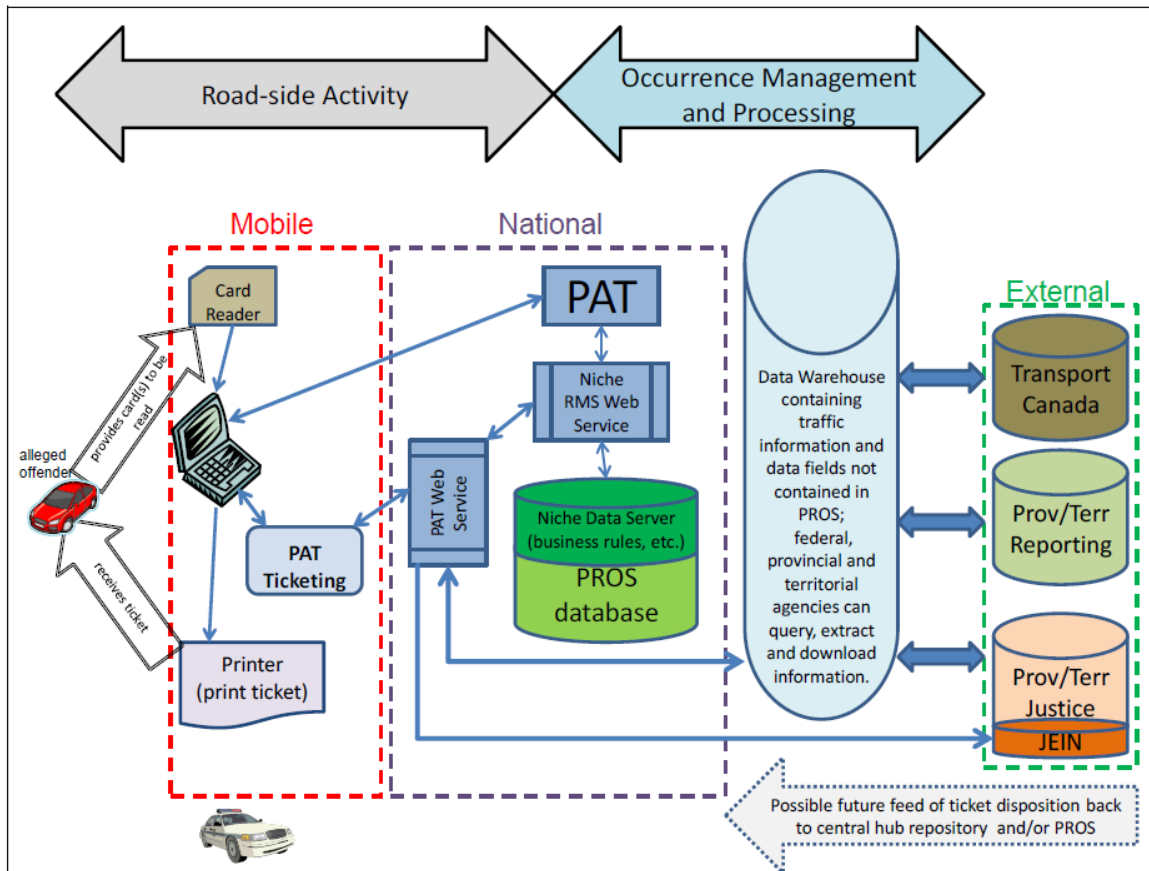 Road-side Activity
Occurrence Management
and Processing
Mobile
National
External
Card
Reader
provides card(s) to be
read
alleged
offender
receives ticket
PAT
Ticketing
Printer
(print ticket)
PAT
Niche
RMS Web
Service
PAT Web
Service
Niche Data Server
(business rules, etc.)
PROS
database
Data Warehouse
containing
traffic
information and
data fields not
contained in
PROS;
federal,
provincial and
territorial
agencies can
query, extract
and download
information.
Transport
Canada
Prov/Terr
Reporting
Prov/Terr
Justice
JEIN
Possible future feed of ticket disposition back
to central hub repository and/or PROS